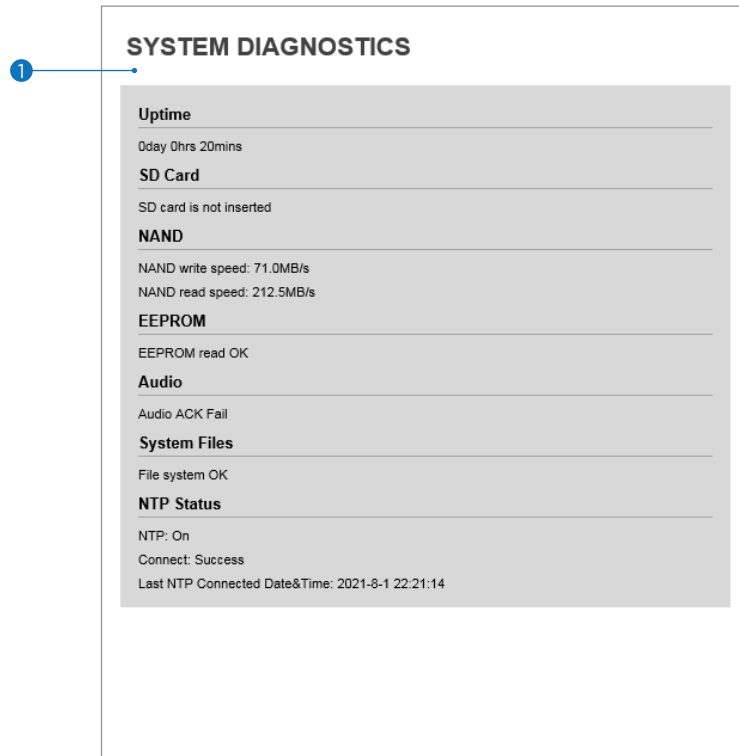 SYSTEM DIAGNOSTICS
1
Uptime
0day 0hrs 20mins
SD Card
SD card is not inserted
NAND
NAND write speed: 71.0MB/s
NAND read speed: 212.5MB/s
EEPROM
EEPROM read OK
Audio
Audio ACK Fail
System Files
File system OK
NTP Status
NTP: On
Connect: Success
Last NTP Connected Date&Time: 2021-8-1 22:21:14